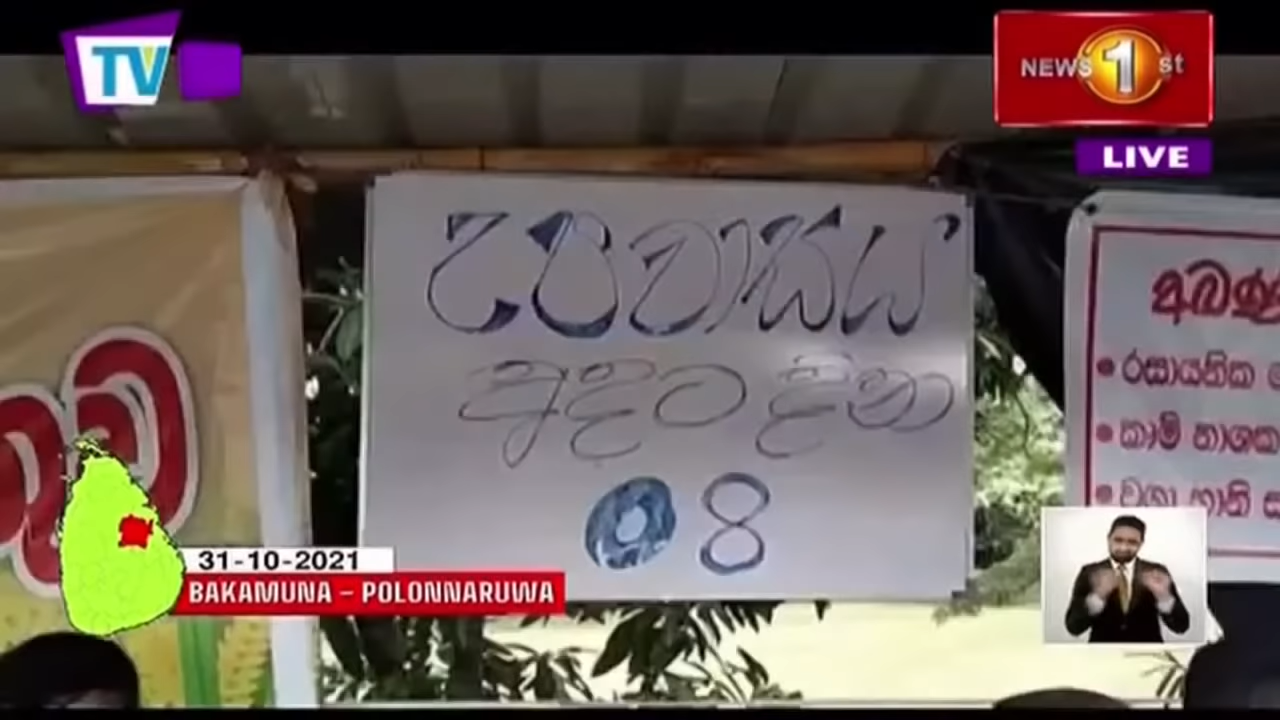 TV
NEWS 1st
LIVE
උපවාසය
අදට දින
08
රසායනික
කෘමි නාශක
වගා හානි
31-10-2021
BAKAMUNA – POLONNARUWA